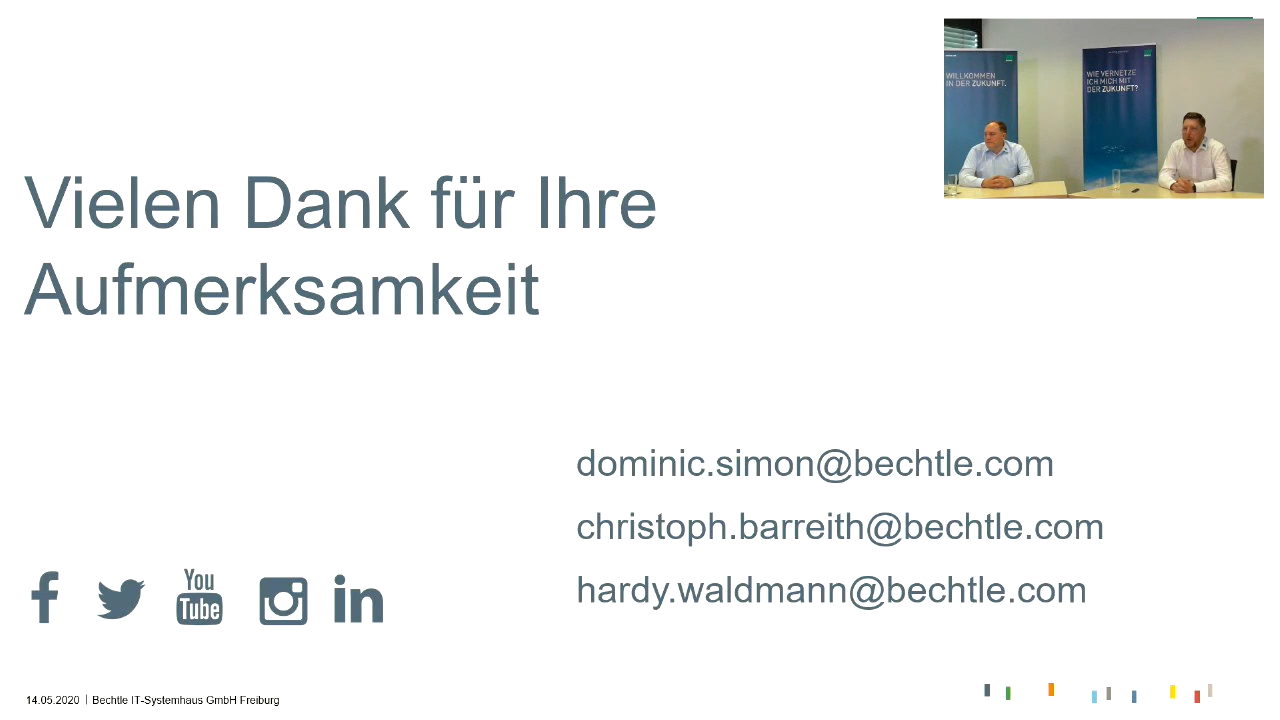 WILLKOMMEN
IN DER ZUKUNFT.
WIE VERNETZE
ICH MICH MIT
DER ZUKUNFT?
Vielen Dank für Ihre
Aufmerksamkeit
dominic.simon@bechtle.com
christoph.barreith@bechtle.com
hardy.waldmann@bechtle.com
You
Tube
14.05.2020 | Bechtle IT-Systemhaus GmbH Freiburg